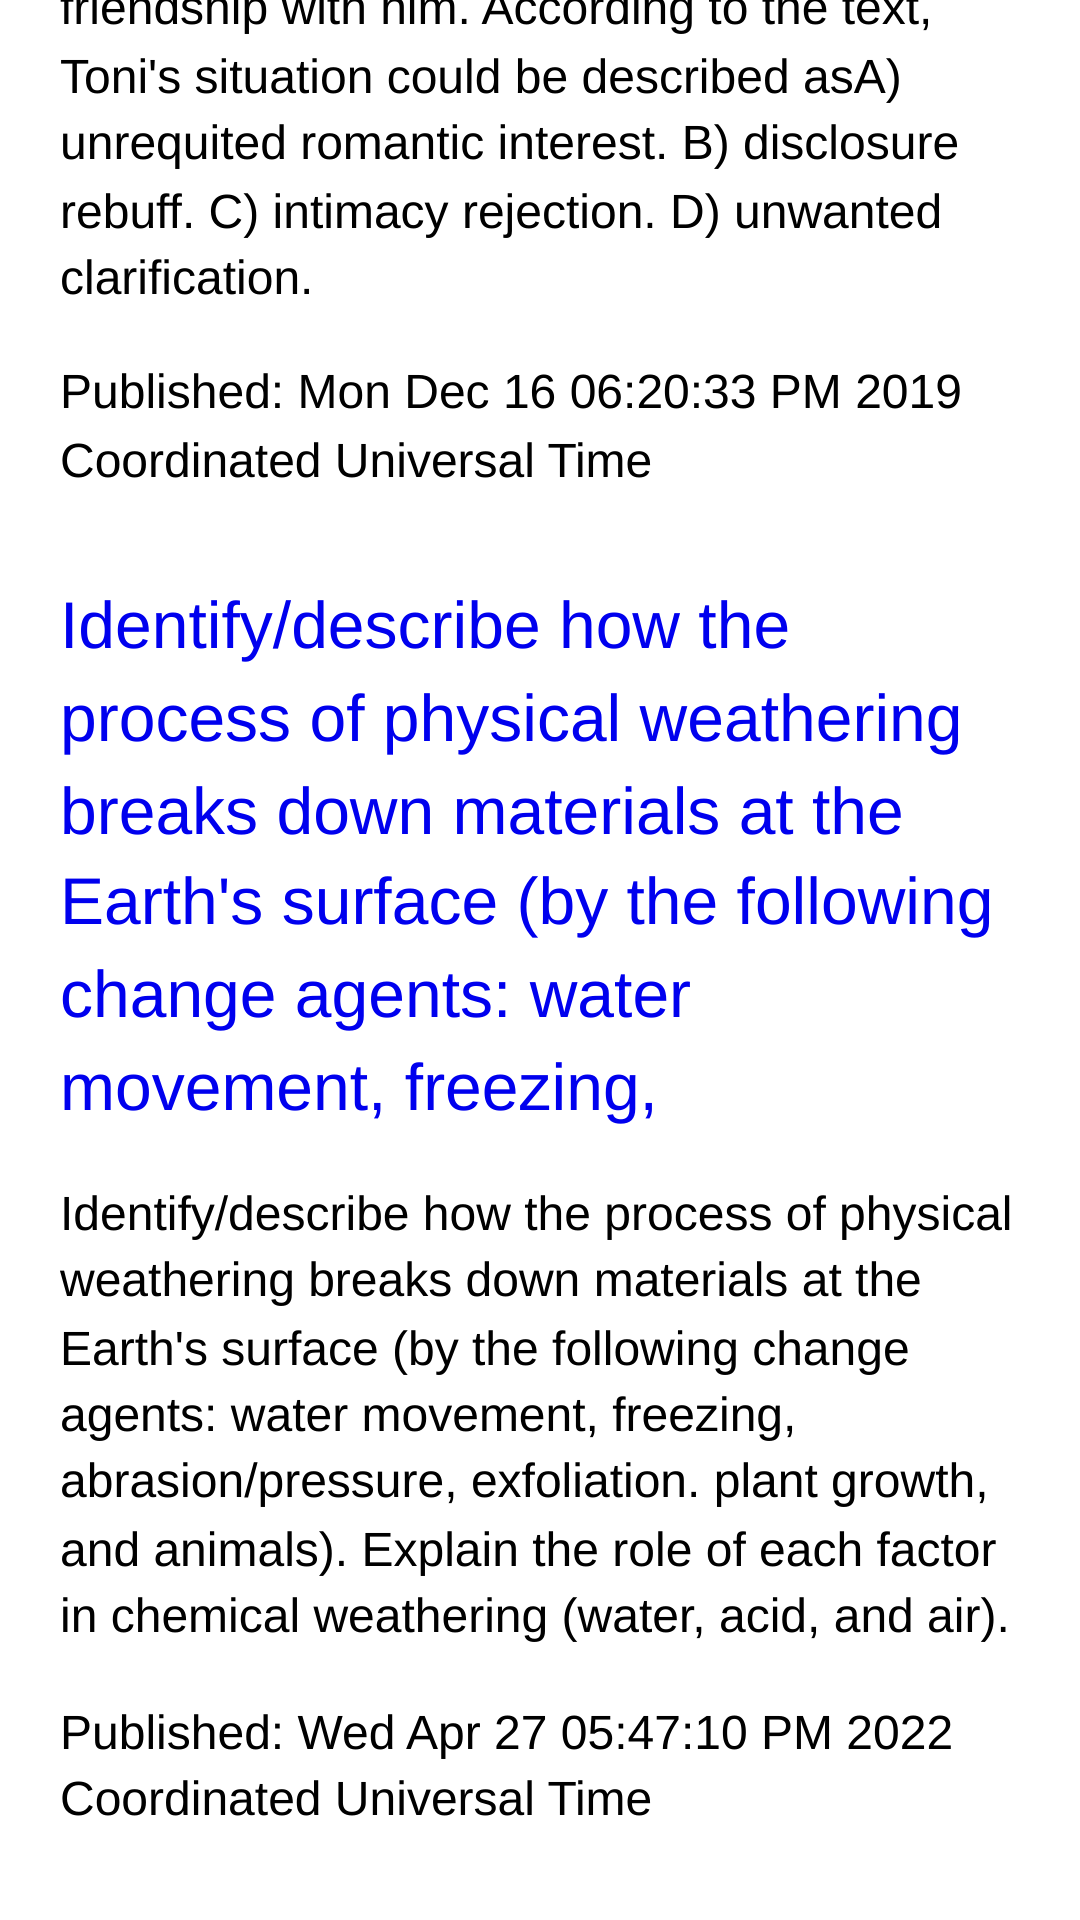 friendship with him. According to the text,
Toni's situation could be described asA)
unrequited romantic interest. B) disclosure
rebuff. C) intimacy rejection. D) unwanted
clarification.
Published: Mon Dec 16 06:20:33 PM 2019
Coordinated Universal Time
Identify/describe how the
process of physical weathering
breaks down materials at the
Earth's surface (by the following
change agents: water
movement, freezing,
Identify/describe how the process of physical
weathering breaks down materials at the
Earth's surface (by the following change
agents: water movement, freezing,
abrasion/pressure, exfoliation. plant growth,
and animals). Explain the role of each factor
in chemical weathering (water, acid, and air).
Published: Wed Apr 27 05:47:10 PM 2022
Coordinated Universal Time